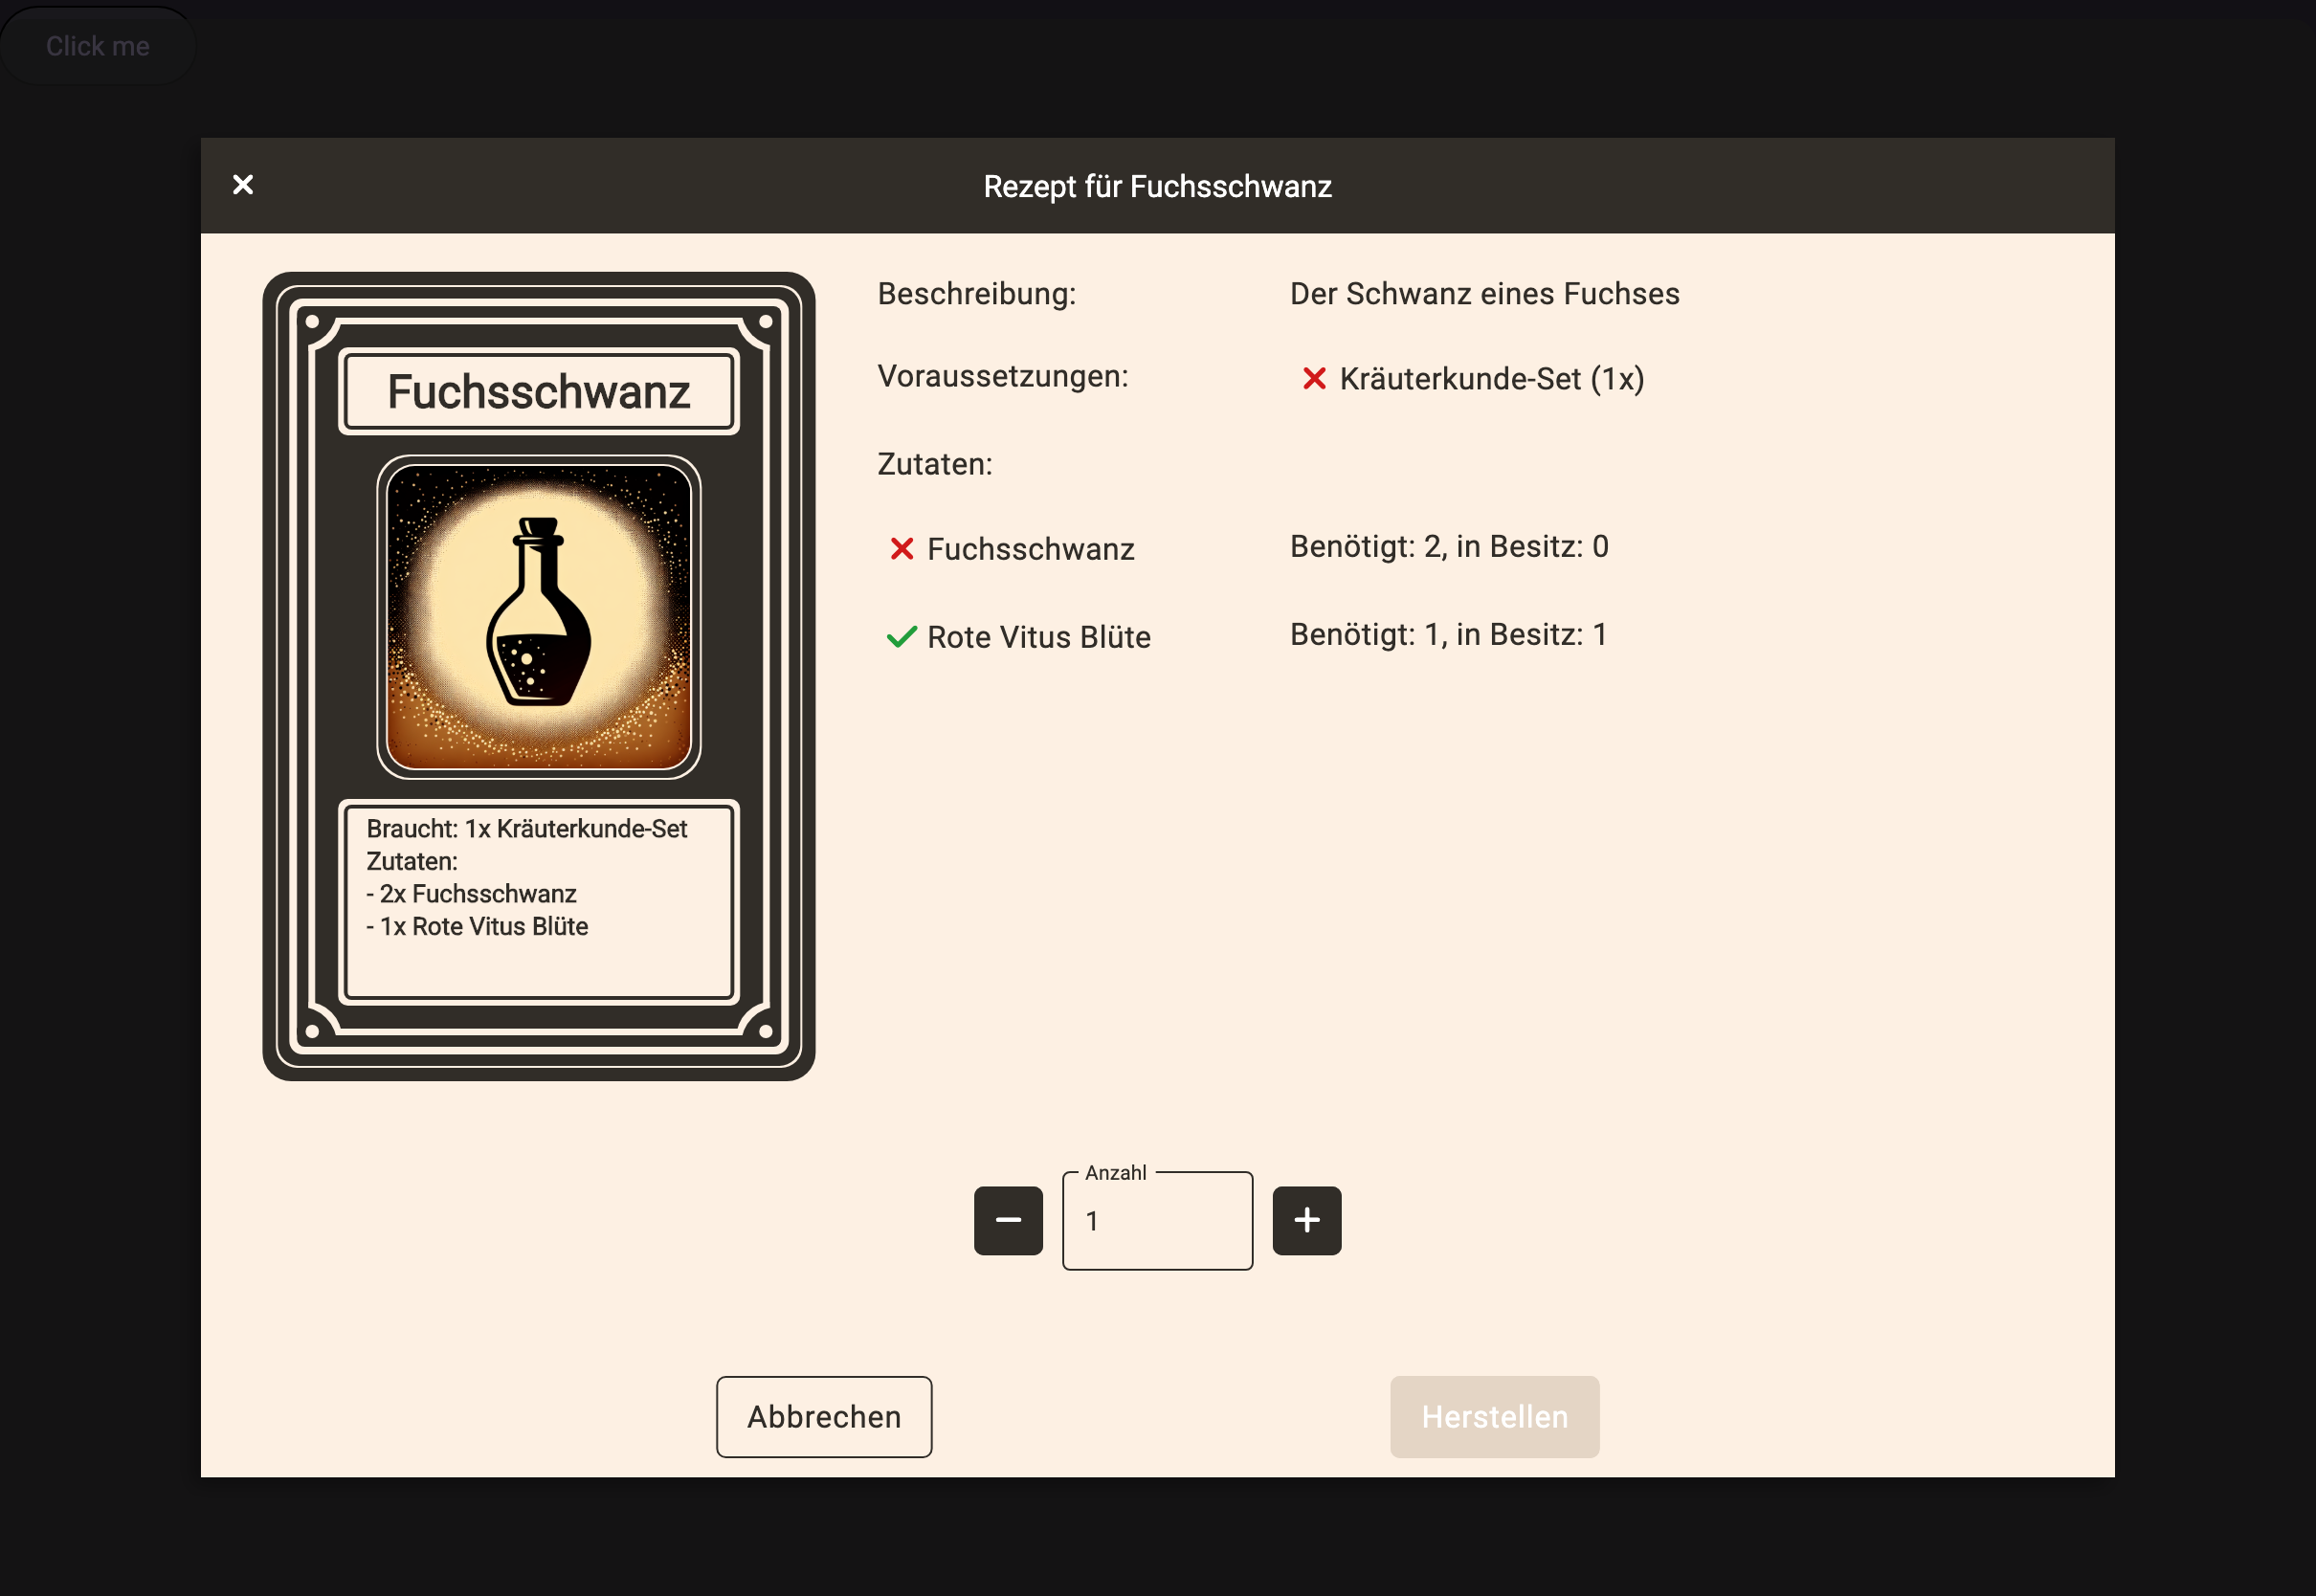 Click me
Rezept für Fuchsschwanz
Fuchsschwanz
Braucht: 1x Kräuterkunde-Set
Zutaten:
- 2x Fuchsschwanz
- 1x Rote Vitus Blüte
Beschreibung: Der Schwanz eines Fuchses
Voraussetzungen: Kräuterkunde-Set (1x)
Zutaten:
Fuchsschwanz Benötigt: 2, in Besitz: 0
Rote Vitus Blüte Benötigt: 1, in Besitz: 1
Anzahl
1
Abbrechen Herstellen